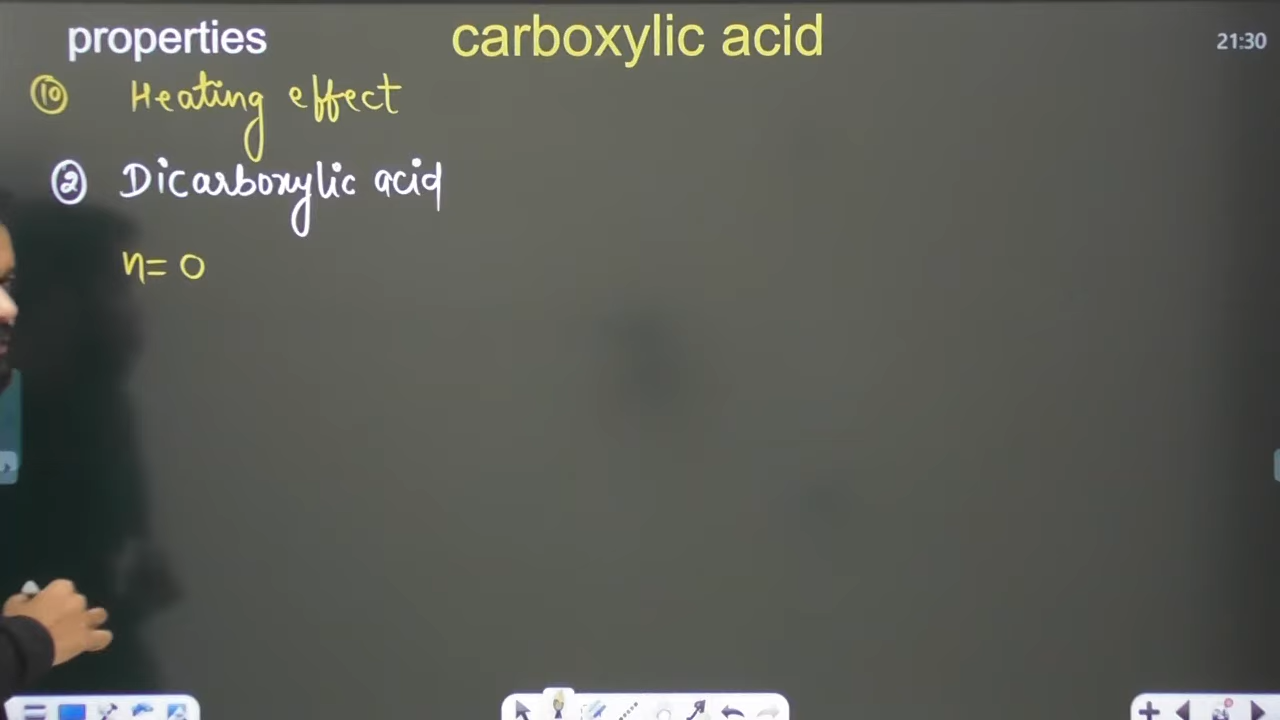 properties
carboxylic acid
21:30
⑩ Heating effect
② Dicarboxylic acid
n = 0